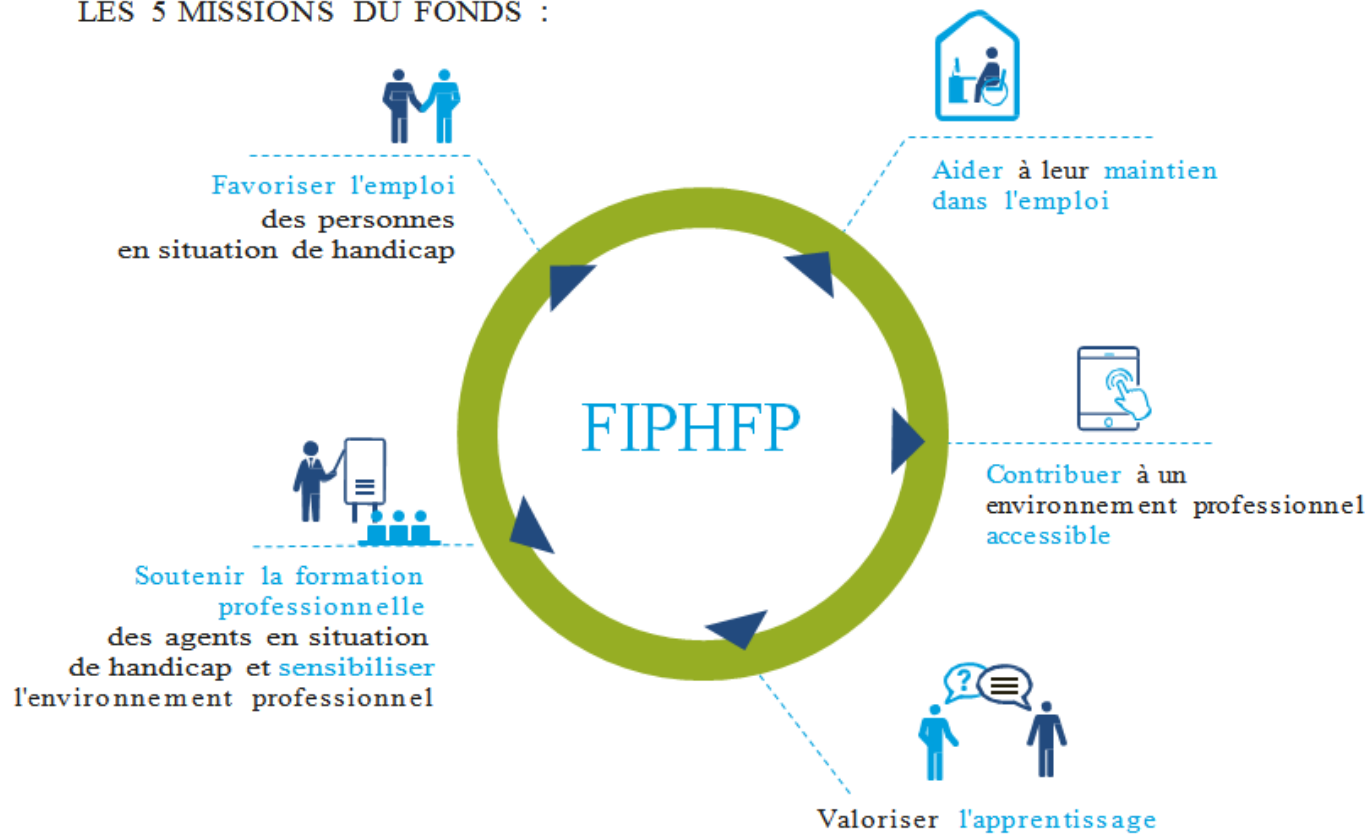 LES 5 MISSIONS DU FONDS :
Favoriser l'emploi
des personnes
en situation de handicap
Aider à leur maintien
dans l'emploi
FIPHFP
Contribuer à un
environnement professionnel
accessible
Soutenir la formation
professionnelle
des agents en situation
de handicap et sensibiliser
l'environnement professionnel
?
Valoriser l'apprentissage